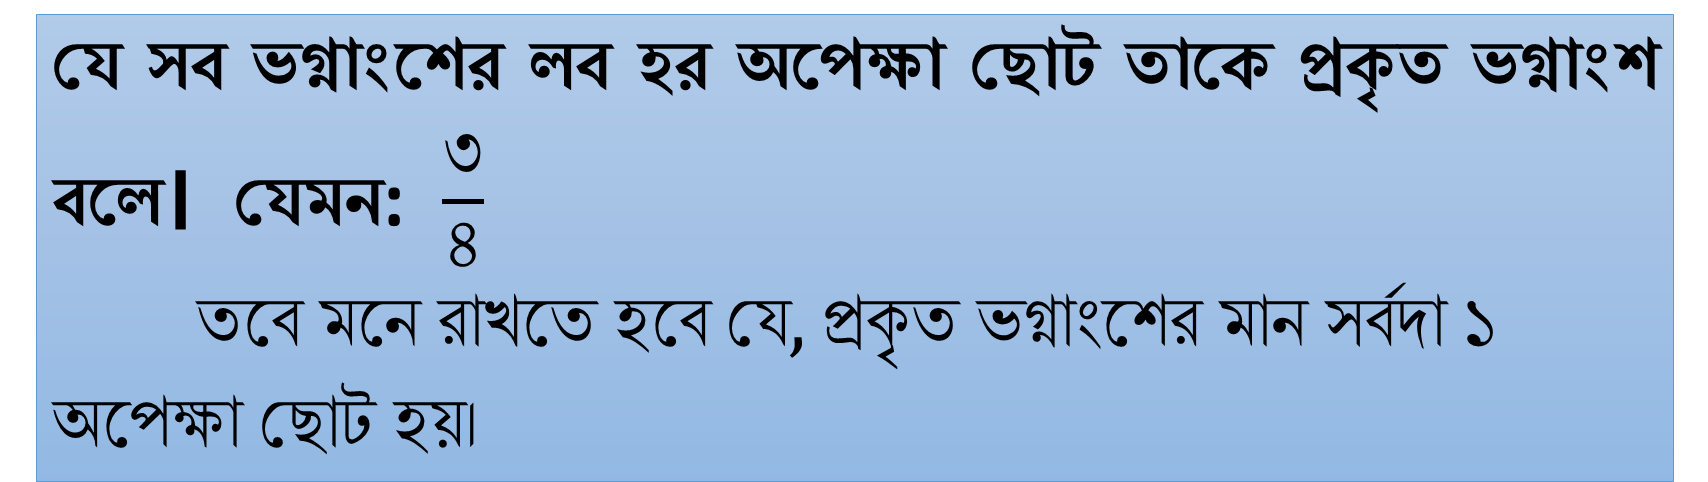 যে সব ভগ্নাংশের লব হর অপেক্ষা ছোট তাকে প্রকৃত ভগ্নাংশ
বলে। যেমন: ৩/৪
তবে মনে রাখতে হবে যে, প্রকৃত ভগ্নাংশের মান সর্বদা ১
অপেক্ষা ছোট হয়।